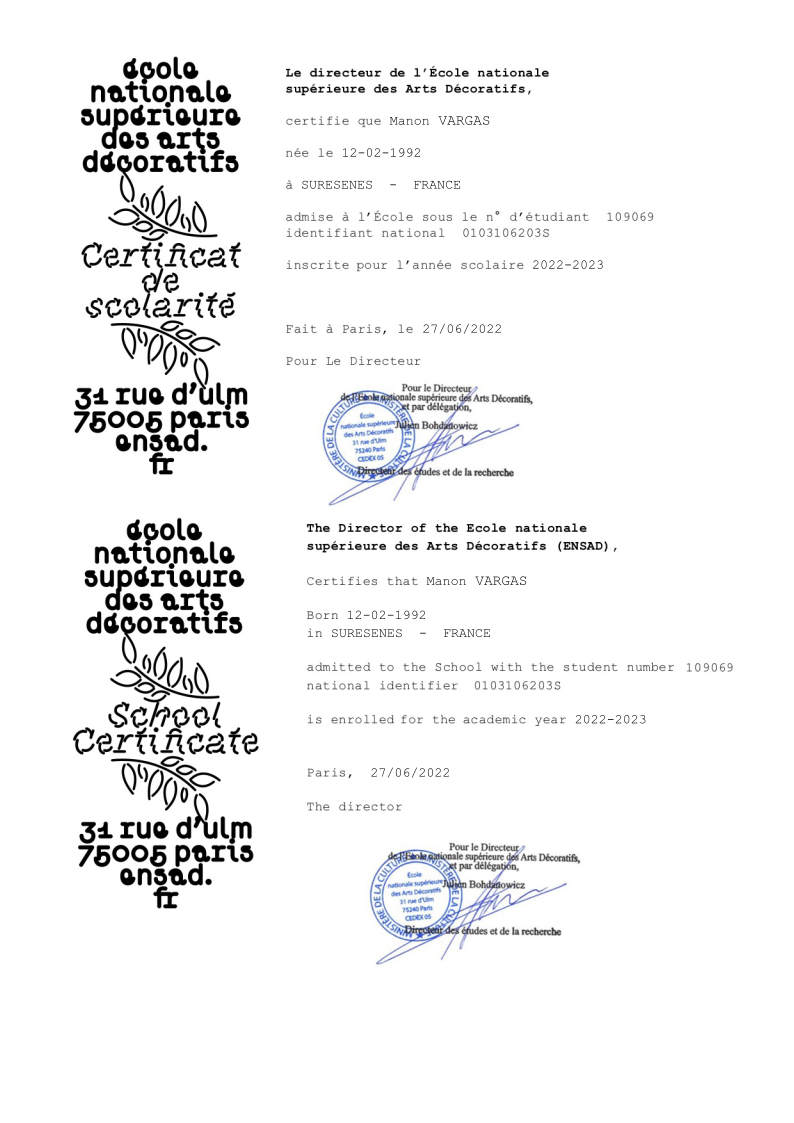 école
nationale
supérieure
des arts
décoratifs
Certificat
de
scolarité
31 rue d'ulm
75005 paris
ensad.
fr
Le directeur de l'École nationale
supérieure des Arts Décoratifs,
certifie que Manon VARGAS
née le 12-02-1992
à SURESENES - FRANCE
admise à l'École sous le n° d'étudiant 109069
identifiant national 0103106203S
inscrite pour l'année scolaire 2022-2023
Fait à Paris, le 27/06/2022
Pour Le Directeur
Pour le Directeur
de l'Ecole nationale supérieure des Arts Décoratifs,
et par délégation,
Julien Bohdanowicz
Directeur des études et de la recherche
MINISTÈRE DE LA CULTURE
École
nationale supérieure
des Arts Décoratifs
31 rue d'Ulm
75240 Paris
CEDEX 05
école
nationale
supérieure
des arts
décoratifs
School
Certificate
31 rue d'ulm
75005 paris
ensad.
fr
The Director of the Ecole nationale
supérieure des Arts Décoratifs (ENSAD),
Certifies that Manon VARGAS
Born 12-02-1992
in SURESENES - FRANCE
admitted to the School with the student number 109069
national identifier 0103106203S
is enrolled for the academic year 2022-2023
Paris, 27/06/2022
The director
Pour le Directeur
de l'Ecole nationale supérieure des Arts Décoratifs,
et par délégation,
Julien Bohdanowicz
Directeur des études et de la recherche
MINISTÈRE DE LA CULTURE
École
nationale supérieure
des Arts Décoratifs
31 rue d'Ulm
75240 Paris
CEDEX 05